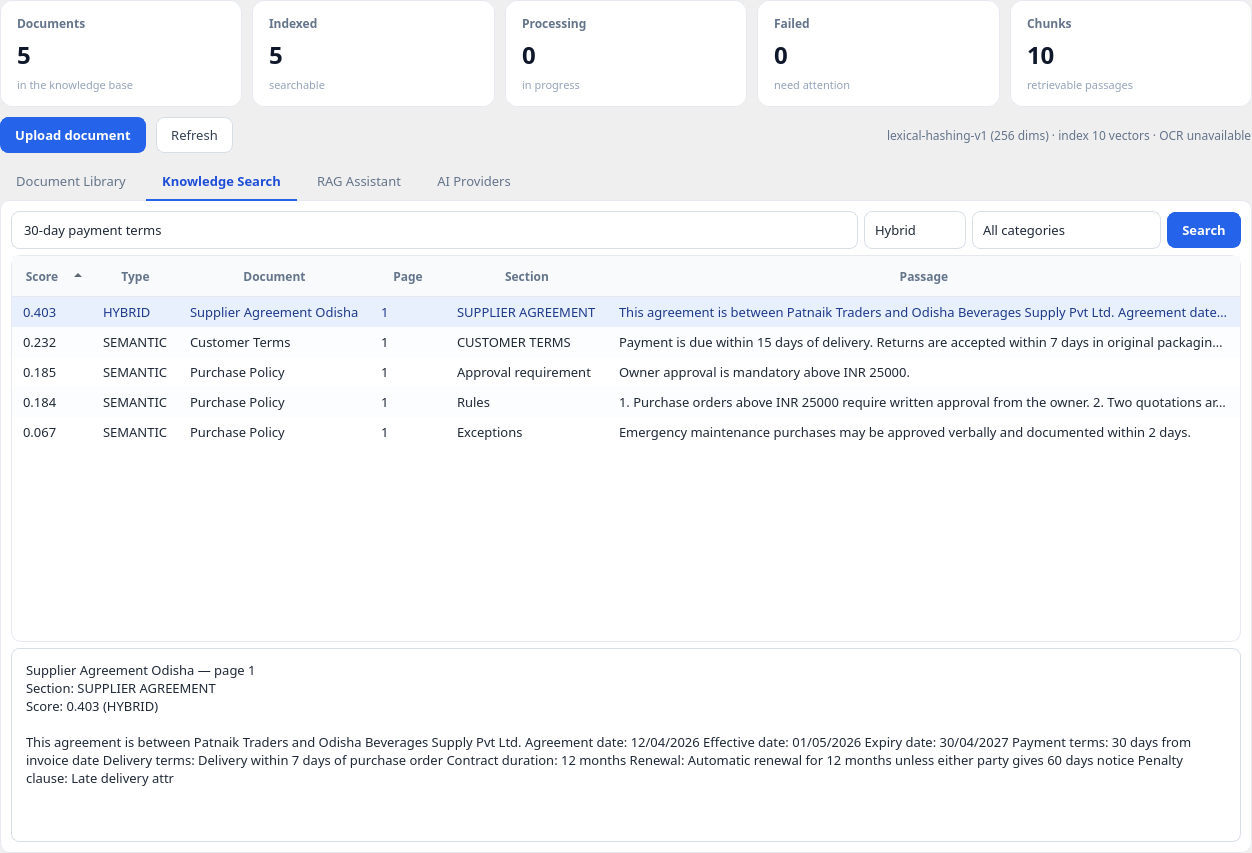 Documents
5
in the knowledge base
Indexed
5
searchable
Processing
0
in progress
Failed
0
need attention
Chunks
10
retrievable passages
Upload document
Refresh
lexical-hashing-v1 (256 dims) · index 10 vectors · OCR unavailable
Document Library
Knowledge Search
RAG Assistant
AI Providers
30-day payment terms
Hybrid
All categories
Search
Score Type Document Page Section Passage
0.403 HYBRID Supplier Agreement Odisha 1 SUPPLIER AGREEMENT This agreement is between Patnaik Traders and Odisha Beverages Supply Pvt Ltd. Agreement date...
0.232 SEMANTIC Customer Terms 1 CUSTOMER TERMS Payment is due within 15 days of delivery. Returns are accepted within 7 days in original packagin...
0.185 SEMANTIC Purchase Policy 1 Approval requirement Owner approval is mandatory above INR 25000.
0.184 SEMANTIC Purchase Policy 1 Rules 1. Purchase orders above INR 25000 require written approval from the owner. 2. Two quotations ar...
0.067 SEMANTIC Purchase Policy 1 Exceptions Emergency maintenance purchases may be approved verbally and documented within 2 days.
Supplier Agreement Odisha — page 1
Section: SUPPLIER AGREEMENT
Score: 0.403 (HYBRID)
This agreement is between Patnaik Traders and Odisha Beverages Supply Pvt Ltd. Agreement date: 12/04/2026 Effective date: 01/05/2026 Expiry date: 30/04/2027 Payment terms: 30 days from
invoice date Delivery terms: Delivery within 7 days of purchase order Contract duration: 12 months Renewal: Automatic renewal for 12 months unless either party gives 60 days notice Penalty
clause: Late delivery attr